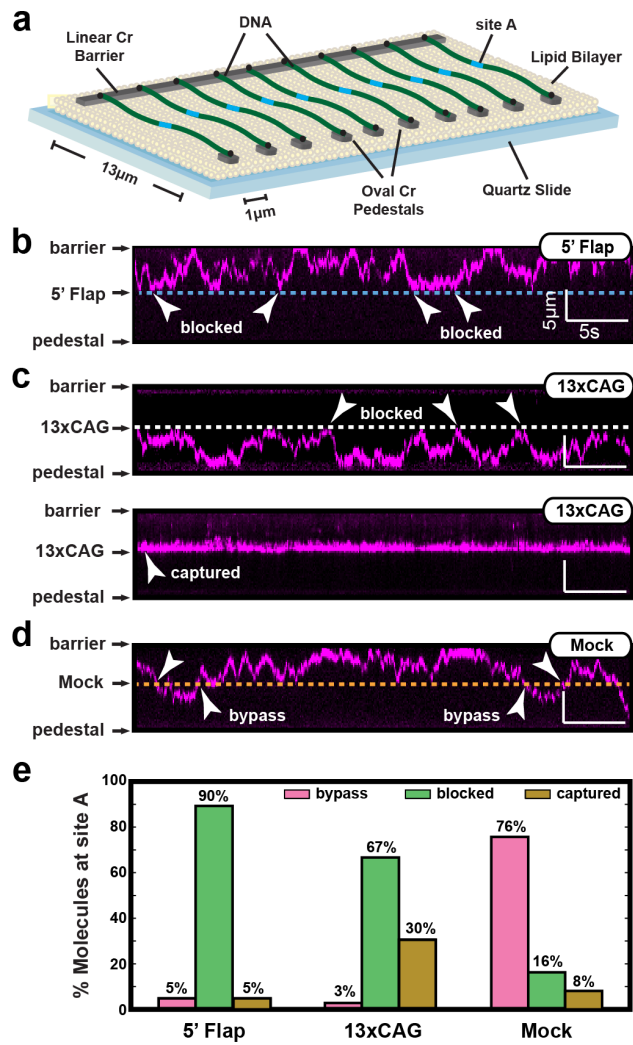 a
Linear Cr
Barrier
DNA
site A
Lipid Bilayer
13µm
1µm
Oval Cr
Pedestals
Quartz Slide
b
barrier
5' Flap
5' Flap
blocked
blocked
5µm
5s
pedestal
c
barrier
13xCAG
blocked
13xCAG
pedestal
barrier
13xCAG
13xCAG
captured
pedestal
d
barrier
Mock
Mock
bypass
bypass
pedestal
e
% Molecules at site A
100
80
60
40
20
0
bypass
blocked
captured
5%
90%
5%
3%
67%
30%
76%
16%
8%
5' Flap
13xCAG
Mock